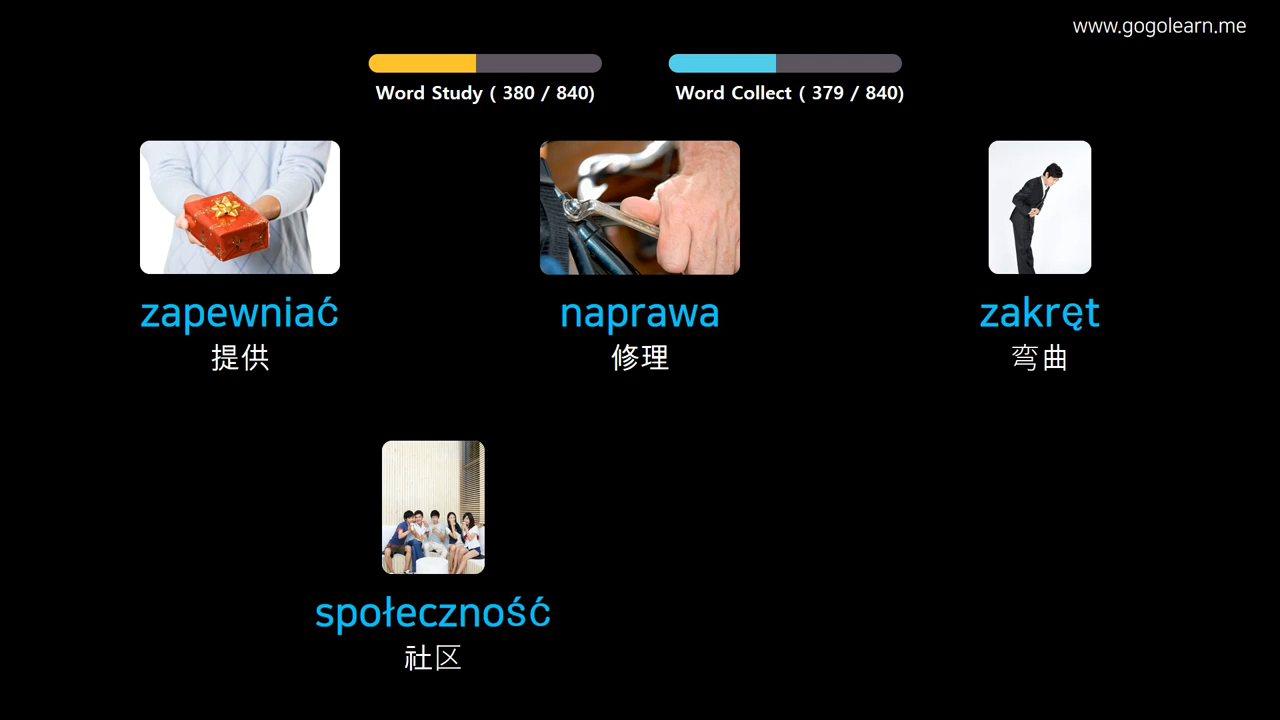 www.gogolearn.me
Word Study ( 380 / 840)
Word Collect ( 379 / 840)
zapewniać
提供
naprawa
修理
zakręt
弯曲
społeczność
社区